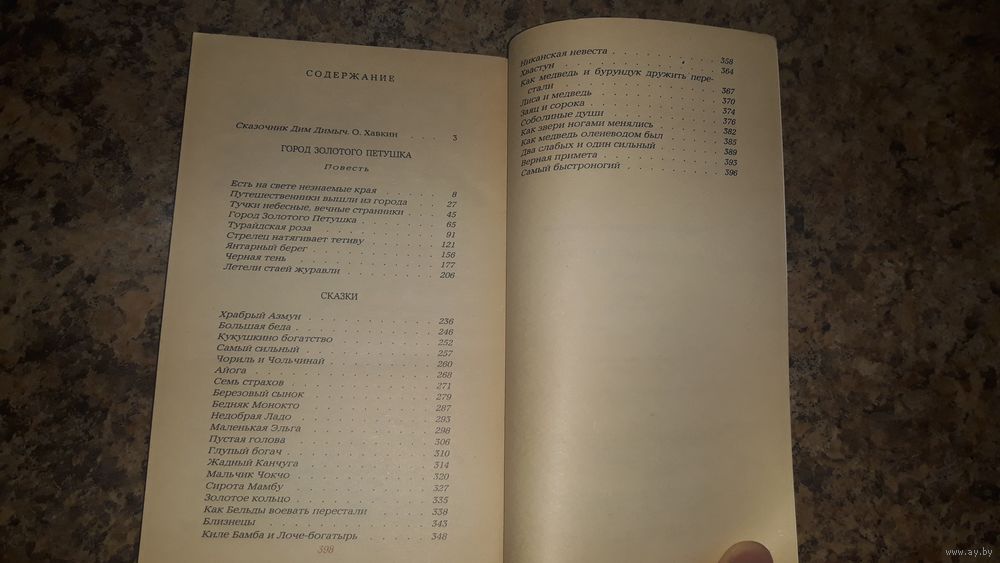 СОДЕРЖАНИЕ
Сказочник Дим Димыч. О. Хавкин . 3
ГОРОД ЗОЛОТОГО ПЕТУШКА
Повесть
Есть на свете незнаемые края . . . . . 8
Путешественники вышли из города . . . 27
Тучки небесные, вечные странники . . . 45
Город Золотого Петушка . . . . . . 65
Турайдская роза . . . . . . . . 91
Стрелец натягивает тетиву . . . . . 121
Янтарный берег . . . . . . . . 156
Черная тень . . . . . . . . . 177
Летели стаей журавли . . . . . . 206
СКАЗКИ
Храбрый Азмун . . . . . . . . 236
Большая беда . . . . . . . . 246
Кукушкино богатство . . . . . . 252
Самый сильный . . . . . . . . 257
Чориль и Чольчинай . . . . . . . 260
Айога . . . . . . . . . . 268
Семь страхов . . . . . . . . 271
Березовый сынок . . . . . . . 279
Бедняк Монокто . . . . . . . . 287
Недобрая Ладо . . . . . . . . 293
Маленькая Эльга . . . . . . . 298
Пустая голова . . . . . . . . 306
Глупый богач . . . . . . . . 310
Жадный Канчуга . . . . . . . . 314
Мальчик Чокчо . . . . . . . . 320
Сирота Мамбу . . . . . . . . 327
Золотое кольцо . . . . . . . . 335
Как Бельды воевать перестали . . . . 338
Близнецы . . . . . . . . . 343
Киле Бамба и Лоче-богатырь . . . . . 348
398
Никанская невеста . . . . . . . 358
Хвастун . . . . . . . . . . 364
Как медведь и бурундук дружить пере-
стали . . . . . . . . . . 367
Лиса и медведь . . . . . . . . 370
Заяц и сорока . . . . . . . . 374
Соболиные души . . . . . . . . 376
Как звери ногами менялись . . . . . 382
Как медведь оленеводом был . . . . . 385
Два слабых и один сильный . . . . . 389
Верная примета . . . . . . . . 393
Самый быстроногий . . . . . . . 396
www.ay.by